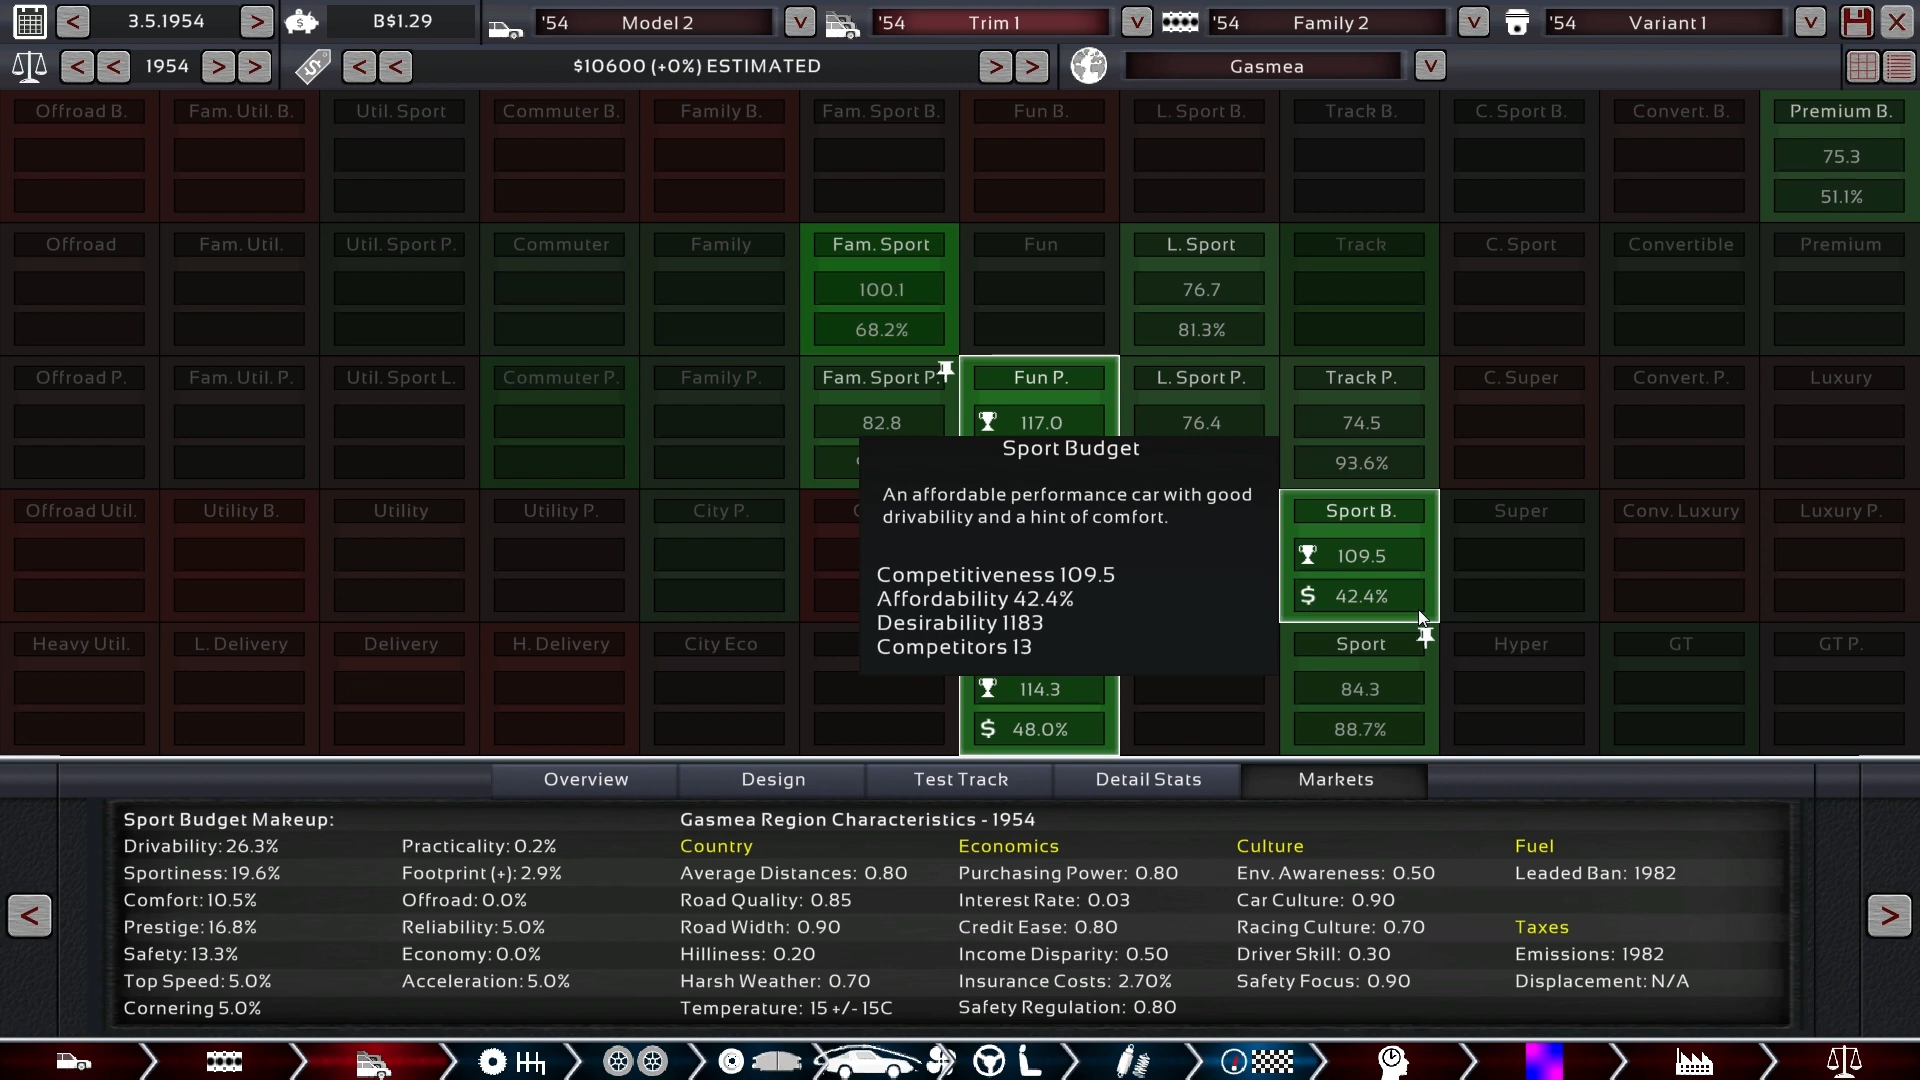 3.5.1954 B$1.29 '54 Model 2 '54 Trim 1 '54 Family 2 '54 Variant 1
1954 $10600 (+0%) ESTIMATED Gasmea
Offroad B. Fam. Util. B. Util. Sport Commuter B. Family B. Fam. Sport B. Fun B. L. Sport B. Track B. C. Sport B. Convert. B. Premium B.
75.3
51.1%
Offroad Fam. Util. Util. Sport P. Commuter Family Fam. Sport Fun L. Sport Track C. Sport Convertible Premium
100.1 76.7
68.2% 81.3%
Offroad P. Fam. Util. P. Util. Sport L. Commuter P. Family P. Fam. Sport P. Fun P. L. Sport P. Track P. C. Super Convert. P. Luxury
82.8 117.0 76.4 74.5
93.6%
Offroad Util. Utility B. Utility Utility P. City P. Sport B. Super Conv. Luxury Luxury P.
109.5
$ 42.4%
Heavy Util. L. Delivery Delivery H. Delivery City Eco Sport Hyper GT GT P.
114.3 84.3
$ 48.0% 88.7%
Sport Budget
An affordable performance car with good
drivability and a hint of comfort.
Competitiveness 109.5
Affordability 42.4%
Desirability 1183
Competitors 13
Overview Design Test Track Detail Stats Markets
Sport Budget Makeup: Gasmea Region Characteristics - 1954
Drivability: 26.3% Practicality: 0.2% Country Economics Culture Fuel
Sportiness: 19.6% Footprint (+): 2.9% Average Distances: 0.80 Purchasing Power: 0.80 Env. Awareness: 0.50 Leaded Ban: 1982
Comfort: 10.5% Offroad: 0.0% Road Quality: 0.85 Interest Rate: 0.03 Car Culture: 0.90
Prestige: 16.8% Reliability: 5.0% Road Width: 0.90 Credit Ease: 0.80 Racing Culture: 0.70 Taxes
Safety: 13.3% Economy: 0.0% Hilliness: 0.20 Income Disparity: 0.50 Driver Skill: 0.30 Emissions: 1982
Top Speed: 5.0% Acceleration: 5.0% Harsh Weather: 0.70 Insurance Costs: 2.70% Safety Focus: 0.90 Displacement: N/A
Cornering 5.0% Temperature: 15 +/- 15C Safety Regulation: 0.80